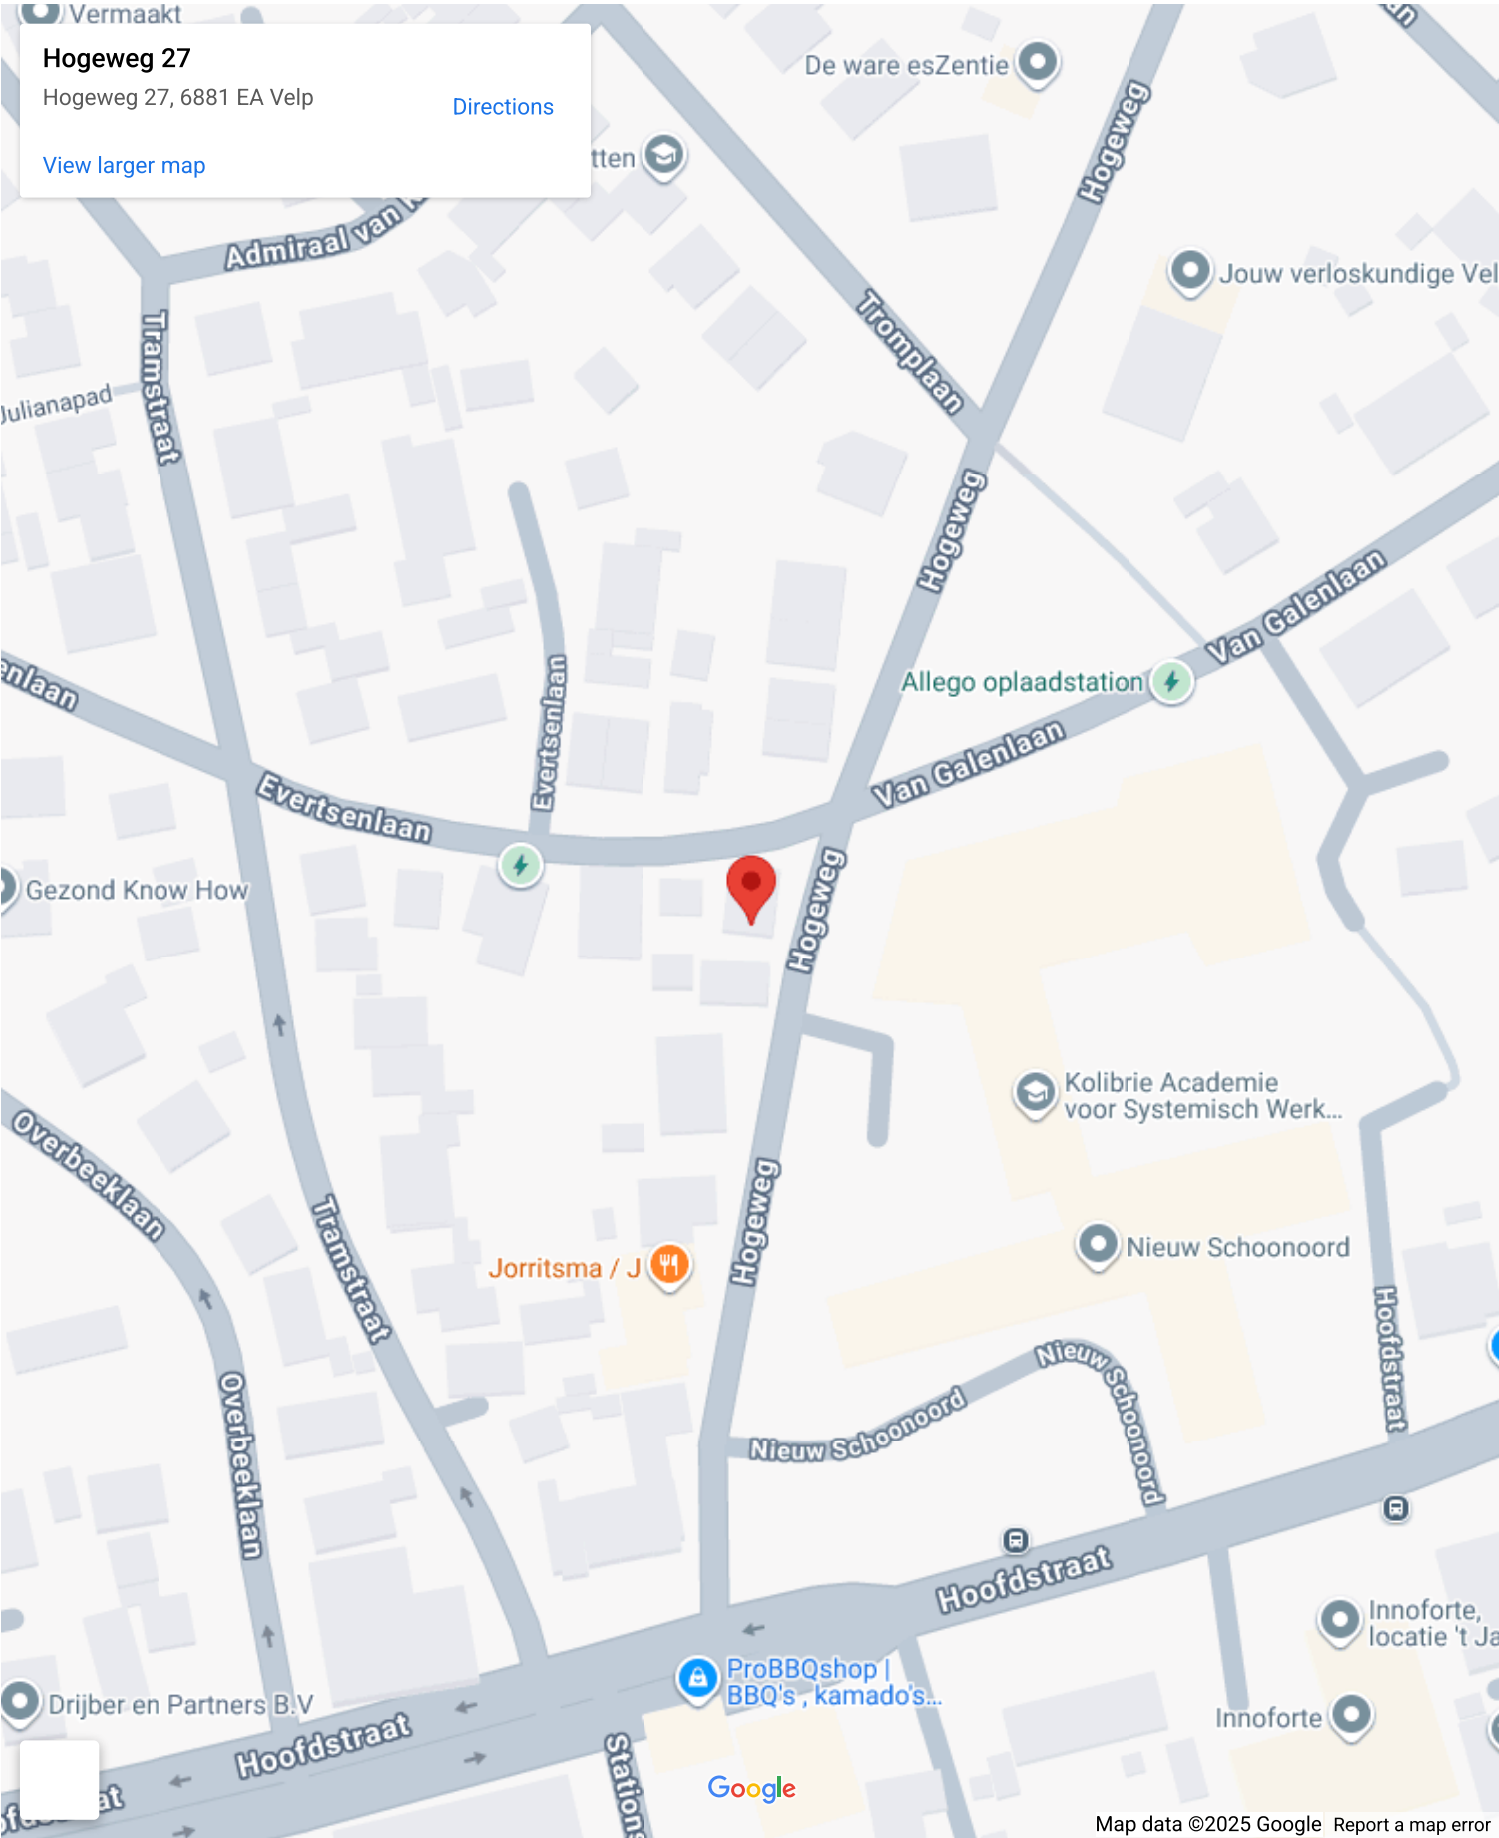 Vermaakt
Hogeweg 27
Hogeweg 27, 6881 EA Velp
Directions
View larger map
De ware esZentie
tten
Hogeweg
Admiraal van
Jouw verloskundige Vel
Tromplaan
Tramstraat
Julianapad
Hogeweg
Van Galenlaan
enlaan
Allego oplaadstation
Evertsenlaan
Van Galenlaan
Evertsenlaan
Gezond Know How
Hogeweg
Kolibrie Academie
voor Systemisch Werk...
Overbeeklaan
Hogeweg
Tramstraat
Nieuw Schoonoord
Jorritsma / J
Hoofdstraat
Nieuw Schoonoord
Nieuw Schoonoord
Overbeeklaan
Hoofdstraat
Innoforte,
locatie 't Ja
ProBBQshop |
BBQ's , kamado's...
Drijber en Partners B.V
Innoforte
Hoofdstraat
Stations
Google
Map data ©2025 Google
Report a map error